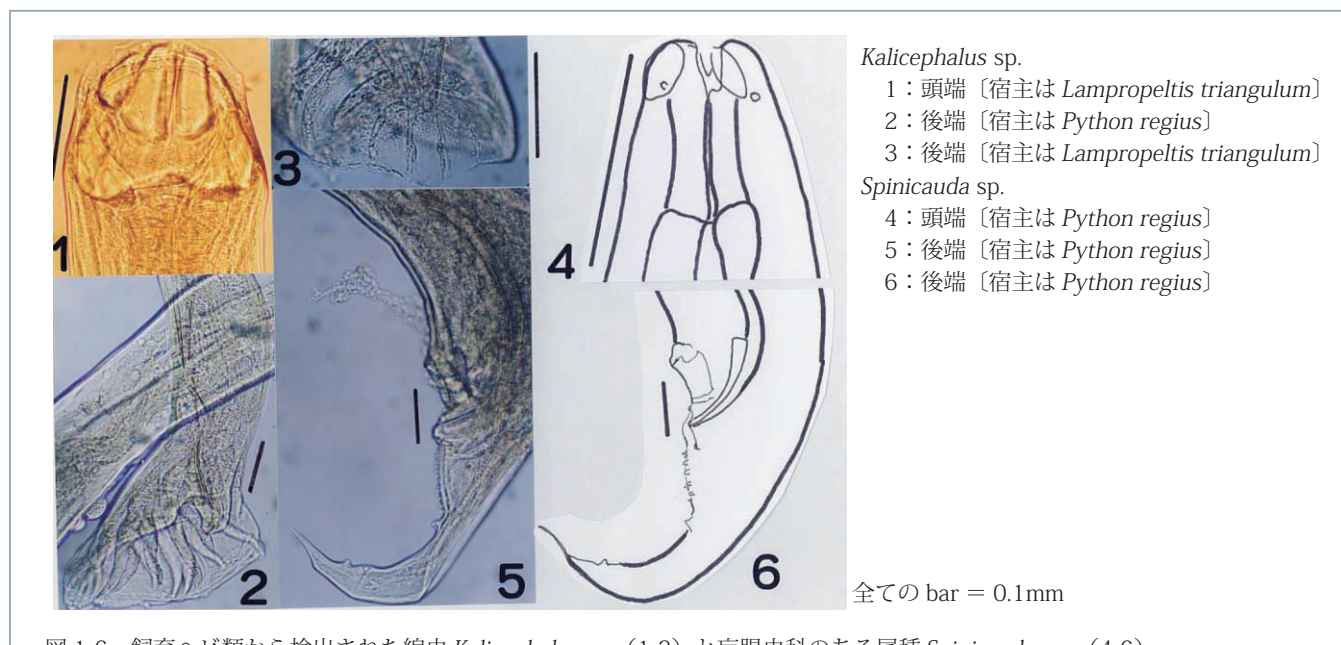 Kalicephalus sp.
1：頭端〔宿主は Lampropeltis triangulum〕
2：後端〔宿主は Python regius〕
3：後端〔宿主は Lampropeltis triangulum〕
Spinicauda sp.
4：頭端〔宿主は Python regius〕
5：後端〔宿主は Python regius〕
6：後端〔宿主は Python regius〕
1
2
3
4
5
6
全ての bar ＝ 0.1mm